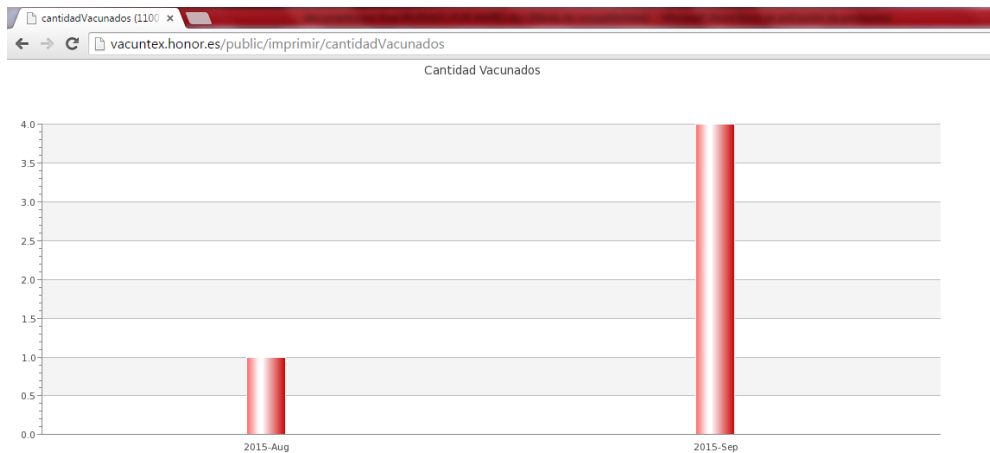 cantidadVacunados (1100 ×
vacuntex.honor.es/public/imprimir/cantidadVacunados
Cantidad Vacunados
4.0
3.5
3.0
2.5
2.0
1.5
1.0
0.5
0.0
2015-Aug 2015-Sep